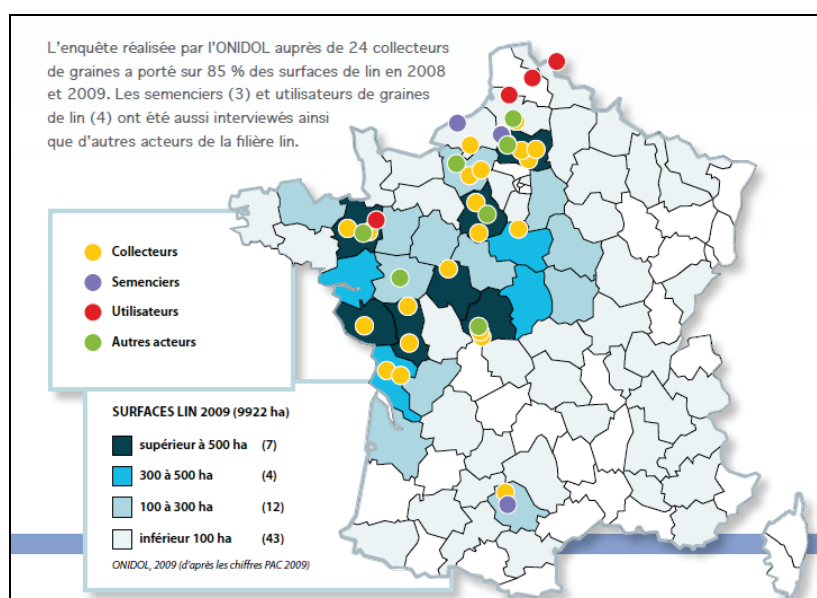 L'enquête réalisée par l'ONIDOL auprès de 24 collecteurs
de graines a porté sur 85 % des surfaces de lin en 2008
et 2009. Les semenciers (3) et utilisateurs de graines
de lin (4) ont été aussi interviewés ainsi
que d'autres acteurs de la filière lin.
Collecteurs
Semenciers
Utilisateurs
Autres acteurs
SURFACES LIN 2009 (9922 ha)
supérieur à 500 ha (7)
300 à 500 ha (4)
100 à 300 ha (12)
inférieur 100 ha (43)
ONIDOL, 2009 (d'après les chiffres PAC 2009)